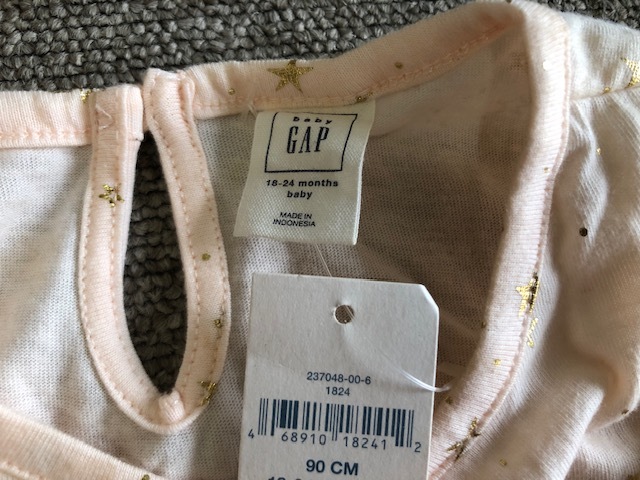 baby
GAP
18-24 months
baby
MADE IN
INDONESIA
237048-00-6
1824
4 68910 18241 2
90 CM